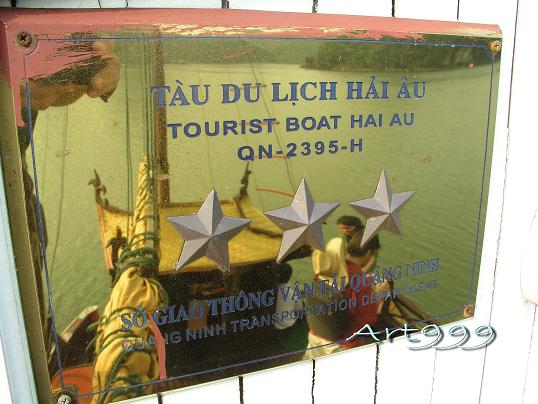 TÀU DU LỊCH HẢI ÂU
TOURIST BOAT HAI AU
QN-2395-H
SỞ GIAO THÔNG VẬN TẢI QUẢNG NINH
QUANG NINH TRANSPORTATION DEPARTMENT
Art999